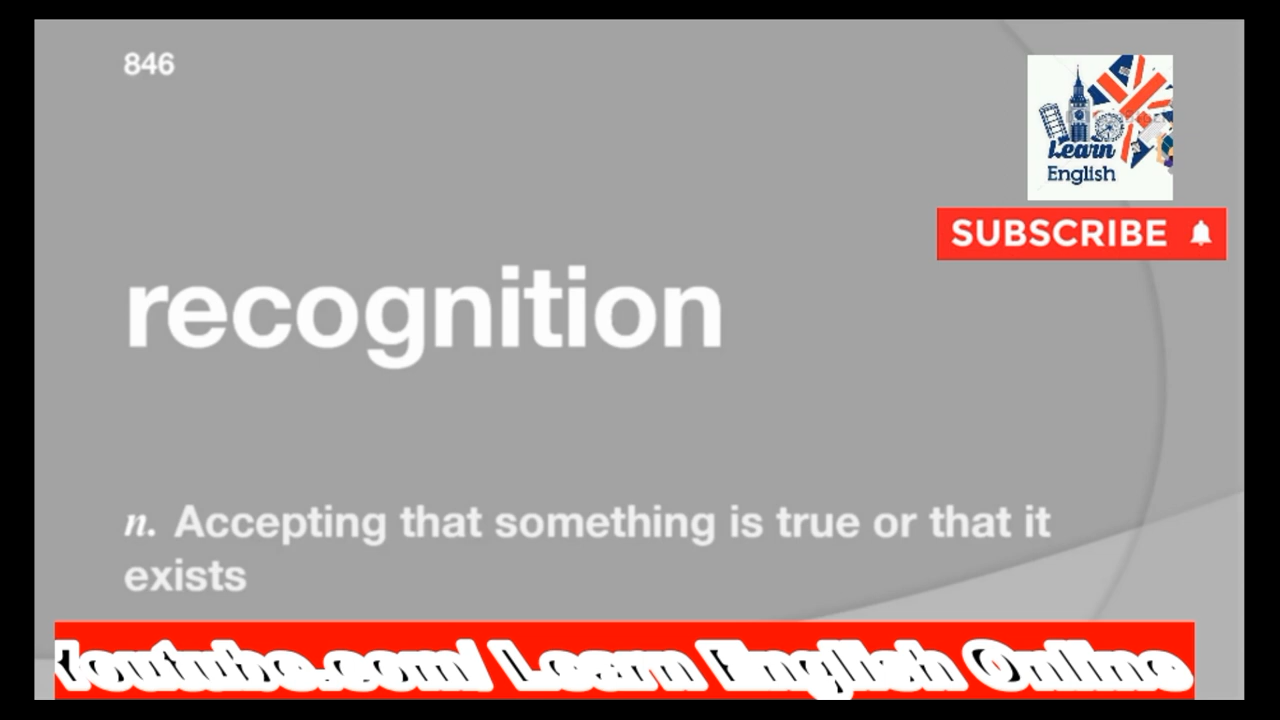 846
Learn
English
SUBSCRIBE
recognition
n. Accepting that something is true or that it
exists
Youtube.com/ Learn English Online